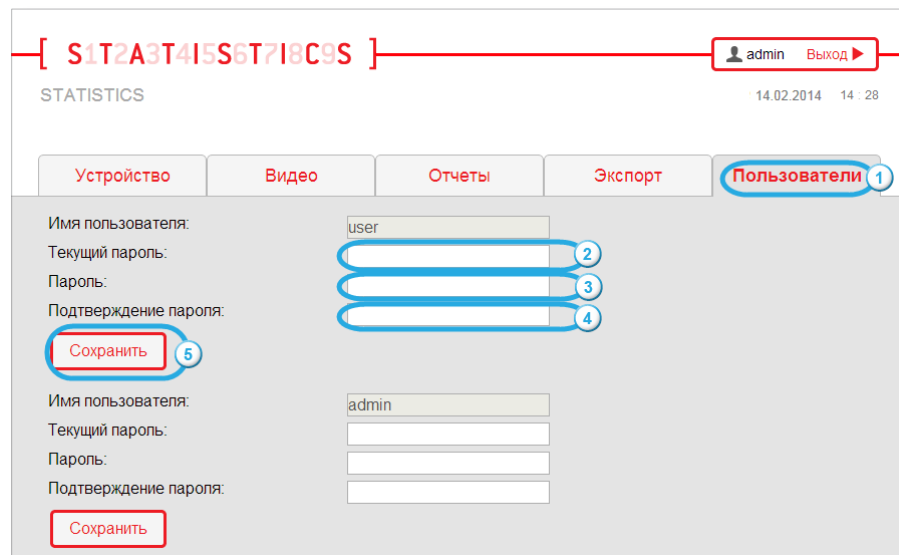 [ S1T2A3T4I5S6T7I8C9S ]
admin Выход
STATISTICS
14.02.2014 14 : 28
Устройство Видео Отчеты Экспорт Пользователи 1
Имя пользователя: user
Текущий пароль: 2
Пароль: 3
Подтверждение пароля: 4
Сохранить 5
Имя пользователя: admin
Текущий пароль:
Пароль:
Подтверждение пароля:
Сохранить